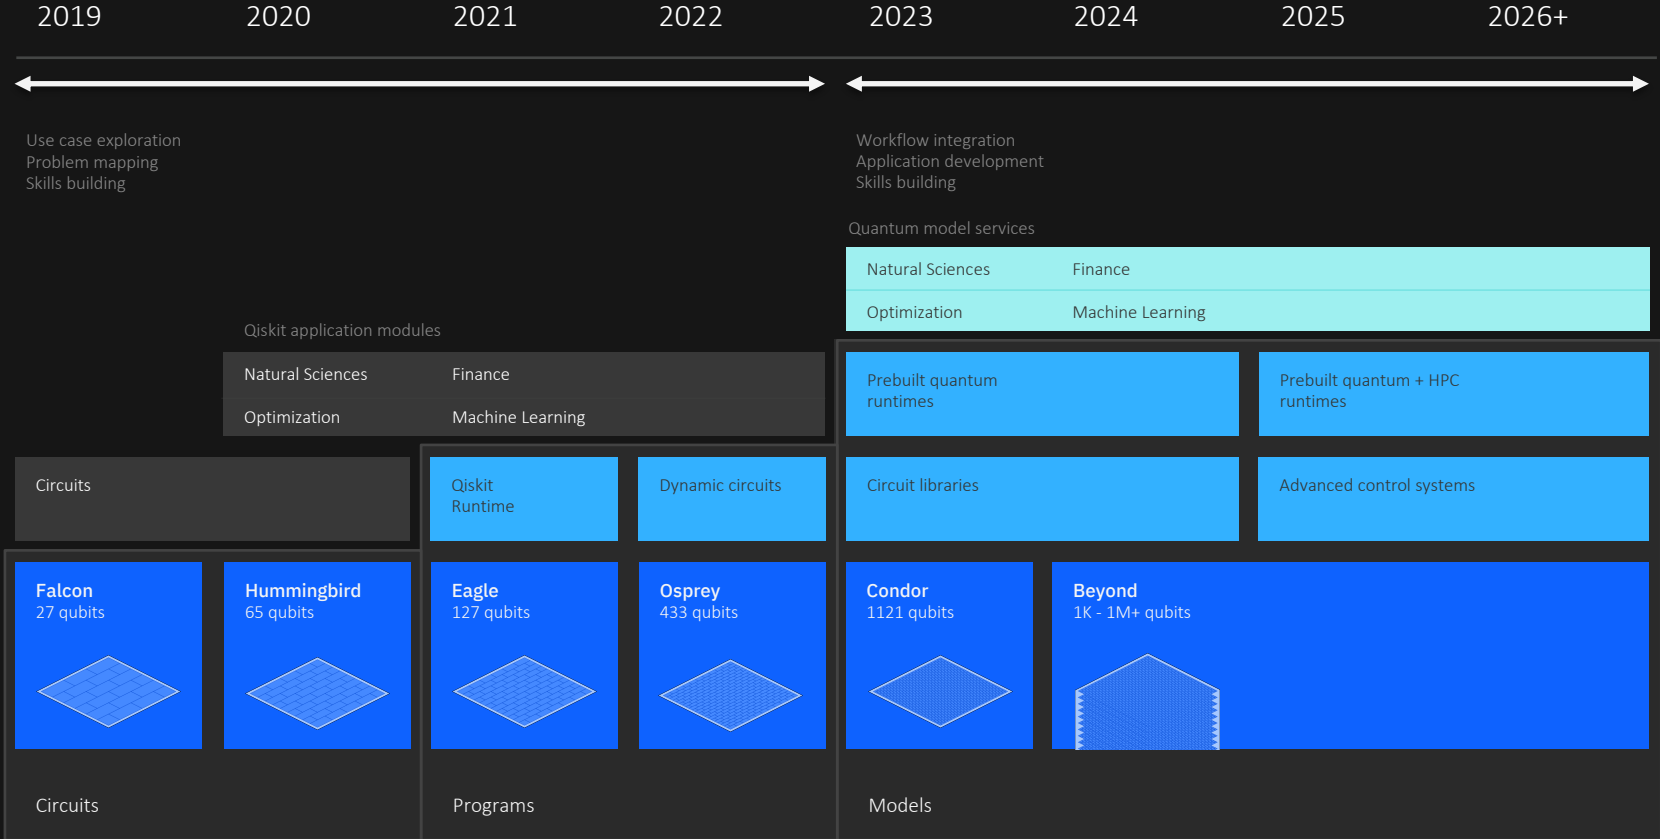 2019 2020 2021 2022 2023 2024 2025 2026+
Use case exploration
Problem mapping
Skills building
Workflow integration
Application development
Skills building
Quantum model services
Natural Sciences Finance
Optimization Machine Learning
Qiskit application modules
Natural Sciences Finance
Optimization Machine Learning
Prebuilt quantum
runtimes
Prebuilt quantum + HPC
runtimes
Circuits
Qiskit
Runtime
Dynamic circuits
Circuit libraries
Advanced control systems
Falcon
27 qubits
Hummingbird
65 qubits
Eagle
127 qubits
Osprey
433 qubits
Condor
1121 qubits
Beyond
1K - 1M+ qubits
Circuits
Programs
Models